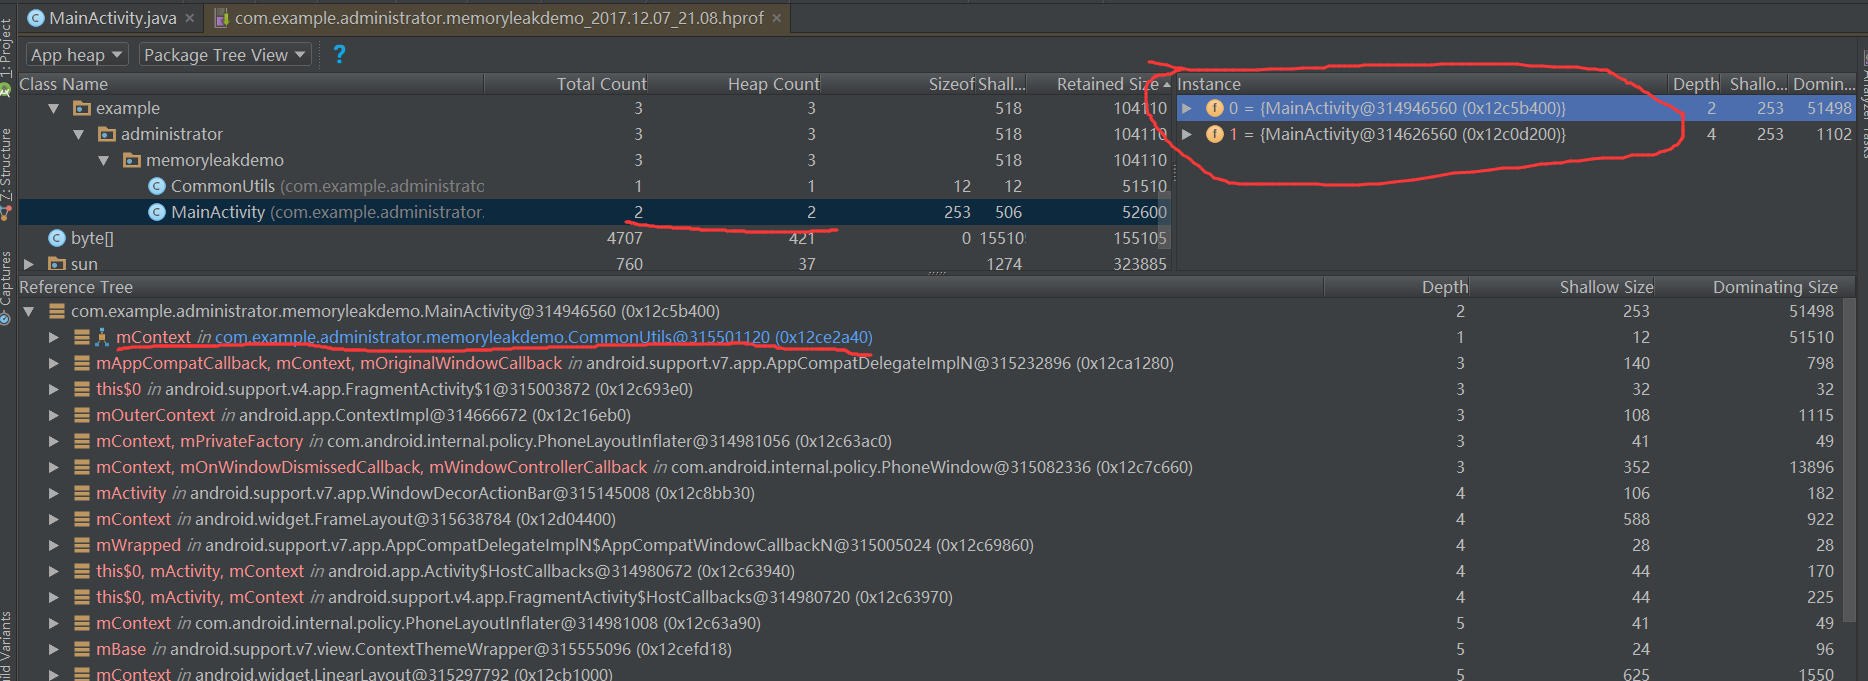 MainActivity.java × com.example.administrator.memoryleakdemo_2017.12.07_21.08.hprof ×
App heap Package Tree View ?
Class Name Total Count Heap Count Sizeof Shall... Retained Size
example 3 3 518 104110
administrator 3 3 518 104110
memoryleakdemo 3 3 518 104110
CommonUtils (com.example.administratc 1 1 12 12 51510
MainActivity (com.example.administrator. 2 2 253 506 52600
byte[] 4707 421 0 15510 155105
sun 760 37 1274 323885
Instance Depth Shallo... Domin...
0 = {MainActivity@314946560 (0x12c5b400)} 2 253 51498
1 = {MainActivity@314626560 (0x12c0d200)} 4 253 1102
Reference Tree Depth Shallow Size Dominating Size
com.example.administrator.memoryleakdemo.MainActivity@314946560 (0x12c5b400) 2 253 51498
mContext in com.example.administrator.memoryleakdemo.CommonUtils@315501120 (0x12ce2a40) 1 12 51510
mAppCompatCallback, mContext, mOriginalWindowCallback in android.support.v7.app.AppCompatDelegateImplN@315232896 (0x12ca1280) 3 140 798
this$0 in android.support.v4.app.FragmentActivity$1@315003872 (0x12c693e0) 3 32 32
mOuterContext in android.app.ContextImpl@314666672 (0x12c16eb0) 3 108 1115
mContext, mPrivateFactory in com.android.internal.policy.PhoneLayoutInflater@314981056 (0x12c63ac0) 3 41 49
mContext, mOnWindowDismissedCallback, mWindowControllerCallback in com.android.internal.policy.PhoneWindow@315082336 (0x12c7c660) 3 352 13896
mActivity in android.support.v7.app.WindowDecorActionBar@315145008 (0x12c8bb30) 4 106 182
mContext in android.widget.FrameLayout@315638784 (0x12d04400) 4 588 922
mWrapped in android.support.v7.app.AppCompatDelegateImplN$AppCompatWindowCallbackN@315005024 (0x12c69860) 4 28 28
this$0, mActivity, mContext in android.app.Activity$HostCallbacks@314980672 (0x12c63940) 4 44 170
this$0, mActivity, mContext in android.support.v4.app.FragmentActivity$HostCallbacks@314980720 (0x12c63970) 4 44 225
mContext in com.android.internal.policy.PhoneLayoutInflater@314981008 (0x12c63a90) 5 41 49
mBase in android.support.v7.view.ContextThemeWrapper@315555096 (0x12cefd18) 5 24 96
mContext in android.widget.LinearLayout@315297792 (0x12cb1000) 5 625 1550
1: Project
Z: Structure
Captures
Variants